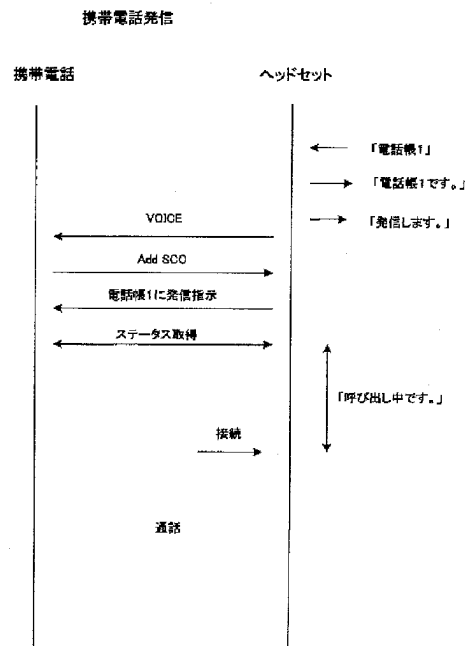 携帯電話発信
携帯電話
ヘッドセット
「電話帳1」
「電話帳1です。」
VOICE
「発信します。」
Add SCO
電話帳1に発信指示
ステータス取得
「呼び出し中です。」
接続
通話